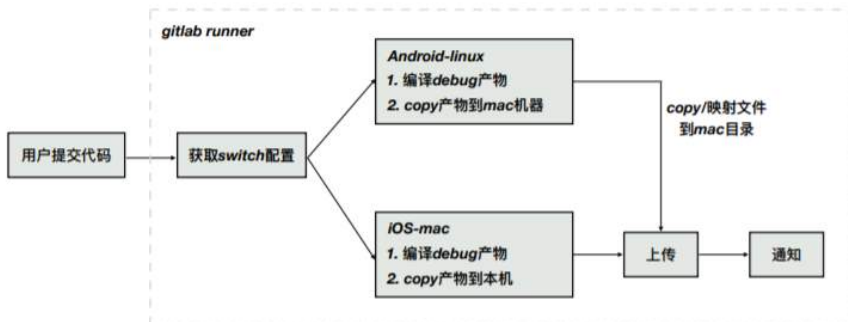 gitlab runner
Android-linux
1. 编译debug产物
2. copy产物到mac机器
copy/映射文件
到mac目录
用户提交代码
获取switch配置
iOS-mac
1. 编译debug产物
2. copy产物到本机
上传
通知